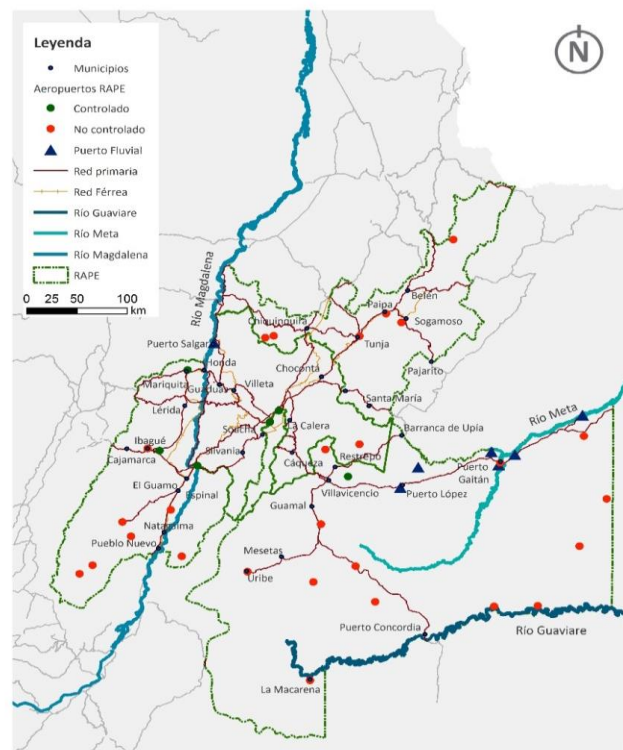 Leyenda
Municipios
Aeropuertos RAPE
Controlado
No controlado
Puerto Fluvial
Red primaria
Red Férrea
Río Guaviare
Río Meta
Río Magdalena
RAPE
0 25 50 100
km
N
Río Magdalena
Belén
Paipa
Chiquinquira
Sogamoso
Puerto Salgar
Tunja
Honda
Choconta
Pajarito
Mariquita
Guaduas
Villeta
Santa María
Lérida
La Calera
Río Meta
Soacha
Barranca de Upía
Ibagué
Silvania
Restrepo
Cajamarca
Cáqueza
Puerto Gaitán
El Guamo
Villavicencio
Puerto López
Espinal
Guamal
Natagaima
Pueblo Nuevo
Mesetas
Uribe
Puerto Concordia
Río Guaviare
La Macarena